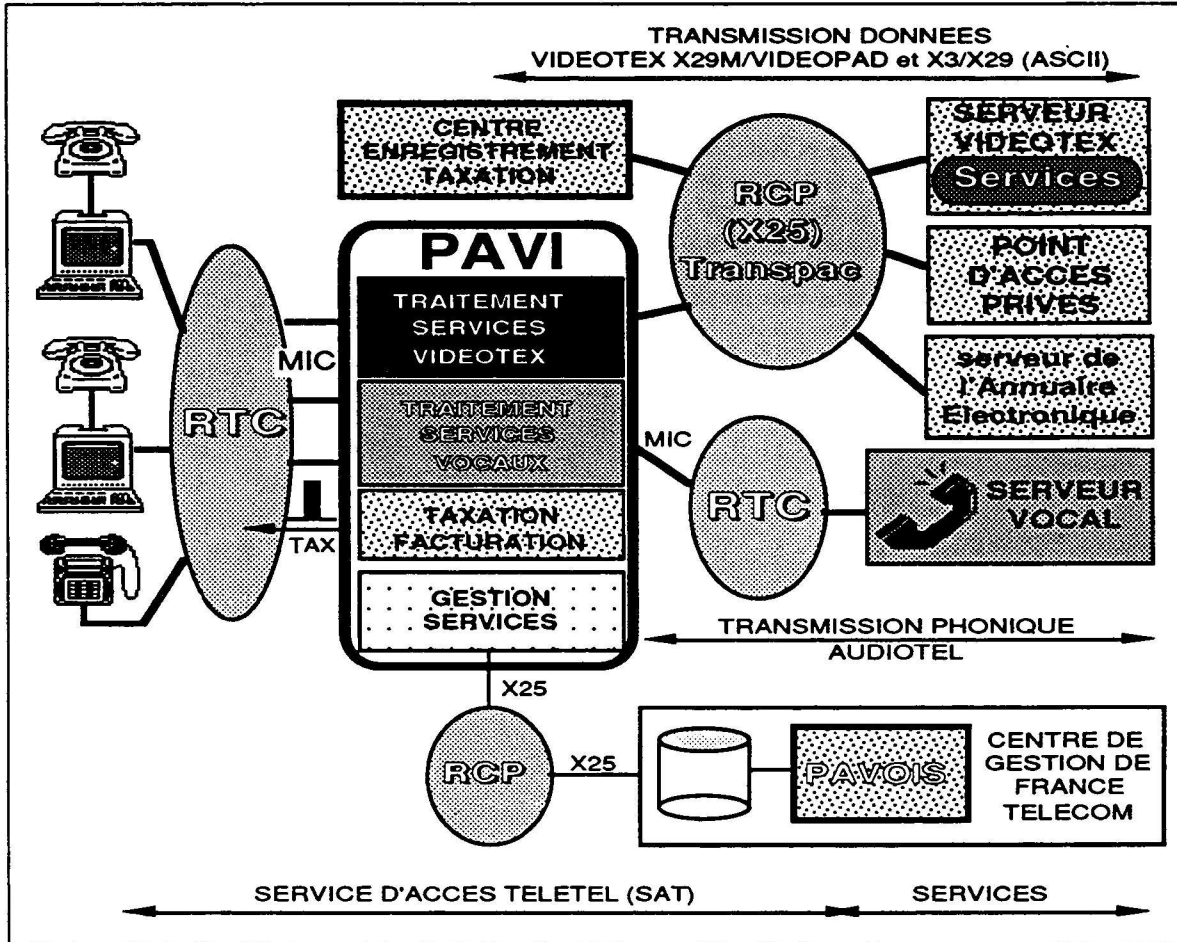 TRANSMISSION DONNEES
VIDEOTEX X29M/VIDEOPAD et X3/X29 (ASCII)
CENTRE
ENREGISTREMENT
TAXATION
RCP
(X25)
Transpac
SERVEUR
VIDEOTEX
Services
POINT
D'ACCES
PRIVES
serveur de
l'Annuaire
Electronique
PAVI
TRAITEMENT
SERVICES
VIDEOTEX
TRAITEMENT
SERVICES
VOCAUX
TAXATION
FACTURATION
GESTION
SERVICES
RTC
MIC
TAX
MIC
RTC
SERVEUR
VOCAL
TRANSMISSION PHONIQUE
AUDIOTEL
X25
RCP
X25
PAVOIS
CENTRE DE
GESTION DE
FRANCE
TELECOM
SERVICE D'ACCES TELETEL (SAT)
SERVICES